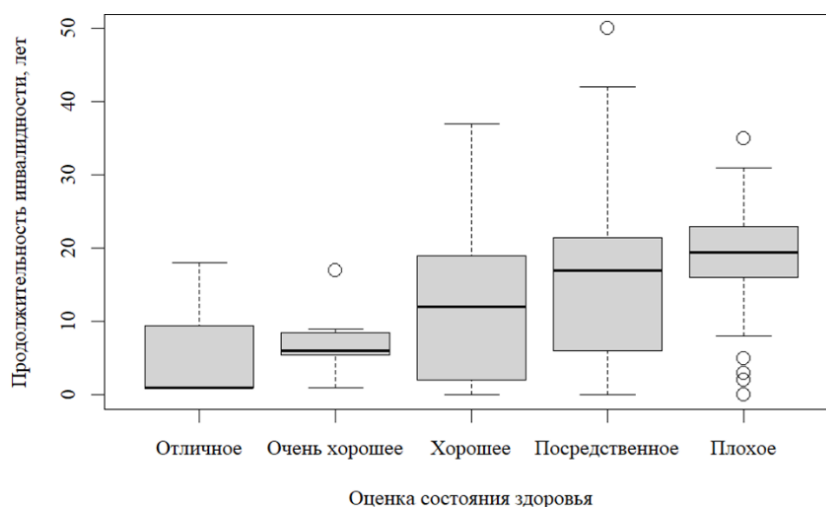 Продолжительность инвалидности, лет
50
40
30
20
10
0
Отличное Очень хорошее Хорошее Посредственное Плохое
Оценка состояния здоровья